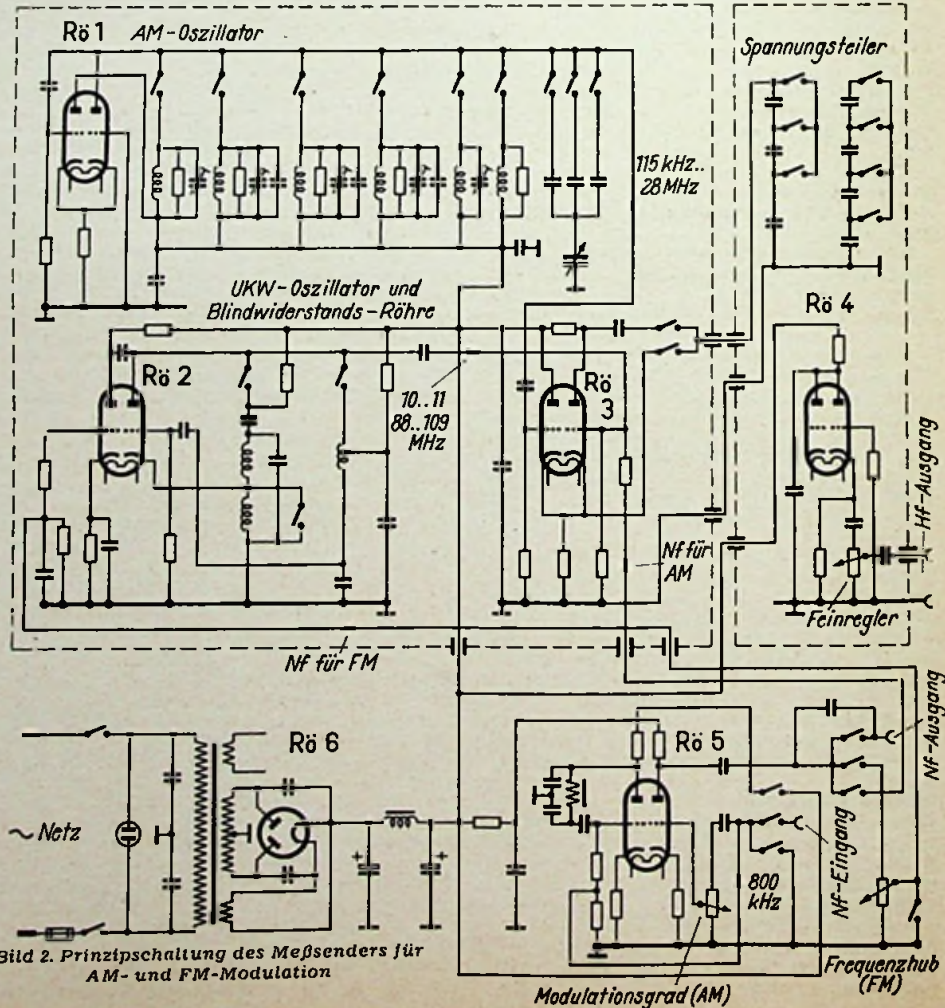 Rö 1
AM-Oszillator
Spannungsteiler
115 kHz..
28 MHz
UKW-Oszillator und
Blindwiderstands-Röhre
Rö 2
10..11
88..109
MHz
Rö
3
Rö 4
Nf für
AM
Hf-Ausgang
Feinregler
Nf für FM
Rö 6
~ Netz
Rö 5
Nf-Ausgang
Nf-Eingang
800
kHz
Frequenzhub
(FM)
Modulationsgrad (AM)
Bild 2. Prinzipschaltung des Meßsenders für
AM- und FM-Modulation